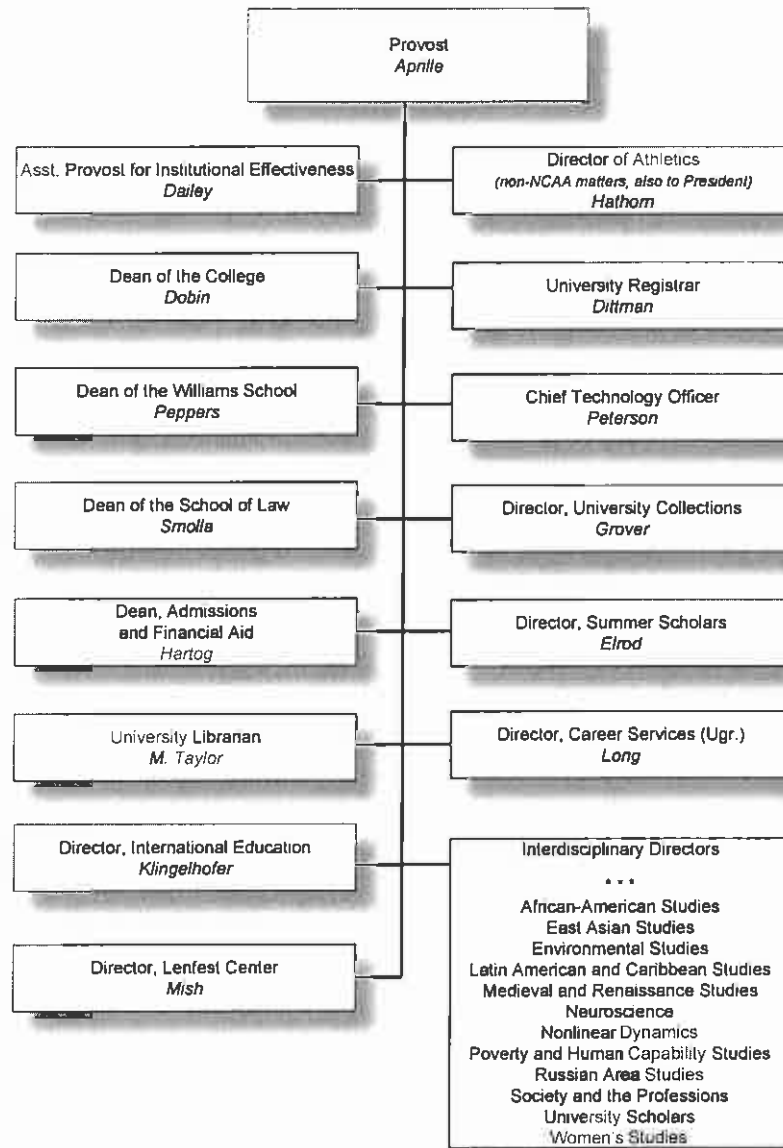 Provost
Aprile
Asst. Provost for Institutional Effectiveness
Dailey
Director of Athletics
(non-NCAA matters, also to President)
Hathorn
Dean of the College
Dobin
University Registrar
Dittman
Dean of the Williams School
Peppers
Chief Technology Officer
Peterson
Dean of the School of Law
Smolla
Director, University Collections
Grover
Dean, Admissions
and Financial Aid
Hartog
Director, Summer Scholars
Elrod
University Librarian
M. Taylor
Director, Career Services (Ugr.)
Long
Director, International Education
Klingelhofer
Director, Lenfest Center
Mish
Interdisciplinary Directors
* * *
African-American Studies
East Asian Studies
Environmental Studies
Latin American and Caribbean Studies
Medieval and Renaissance Studies
Neuroscience
Nonlinear Dynamics
Poverty and Human Capability Studies
Russian Area Studies
Society and the Professions
University Scholars
Women's Studies